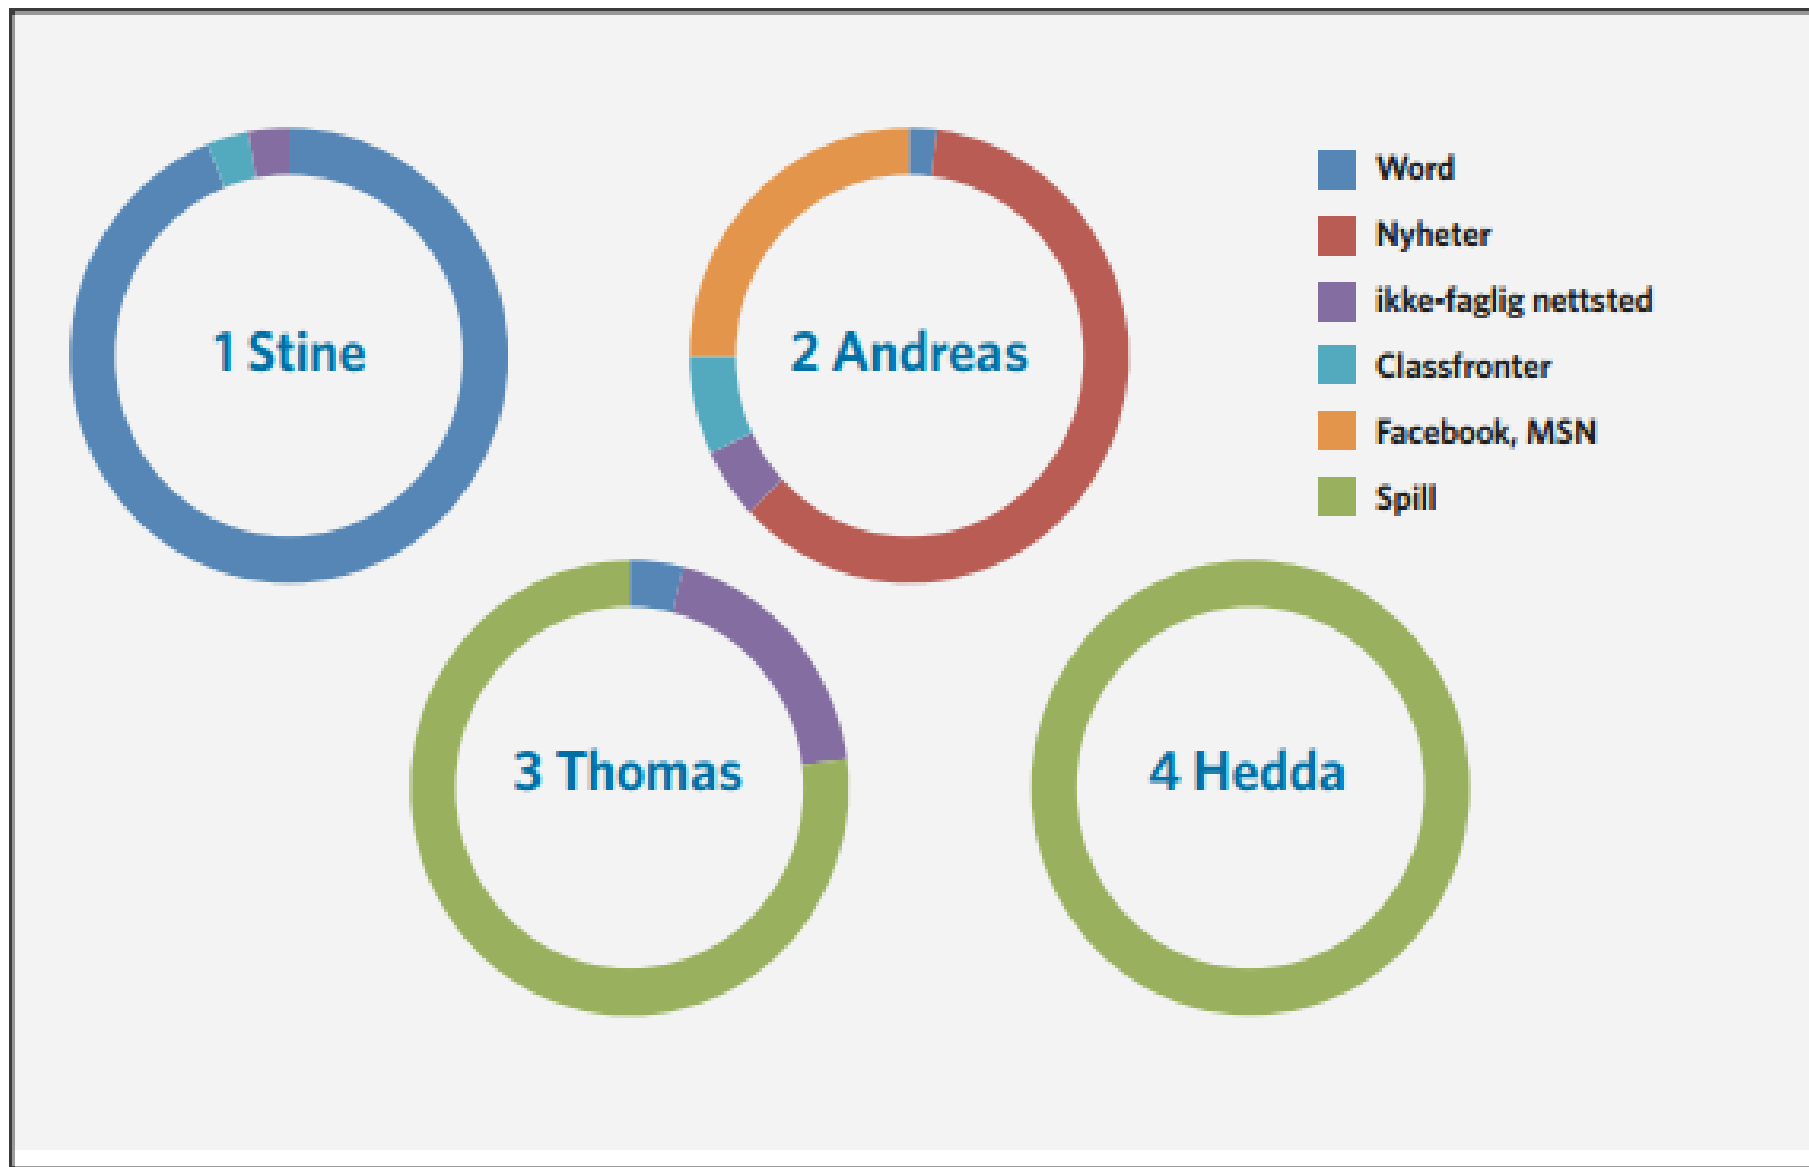 1 Stine
2 Andreas
Word
Nyheter
ikke-faglig nettsted
Classfronter
Facebook, MSN
Spill
3 Thomas
4 Hedda